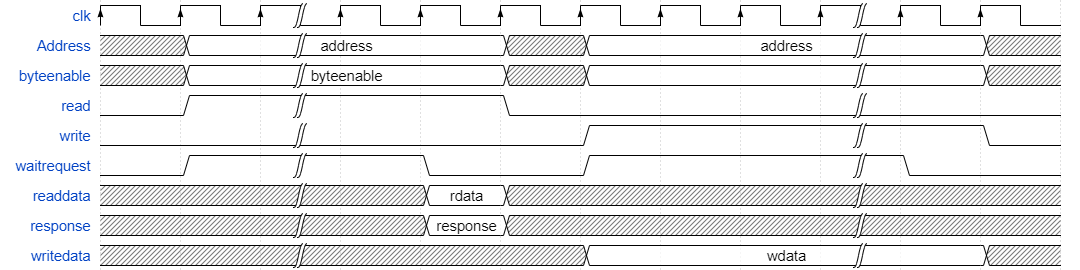 clk
Address address address
byteenable byteenable
read
write
waitrequest
readdata rdata
response response
writedata wdata